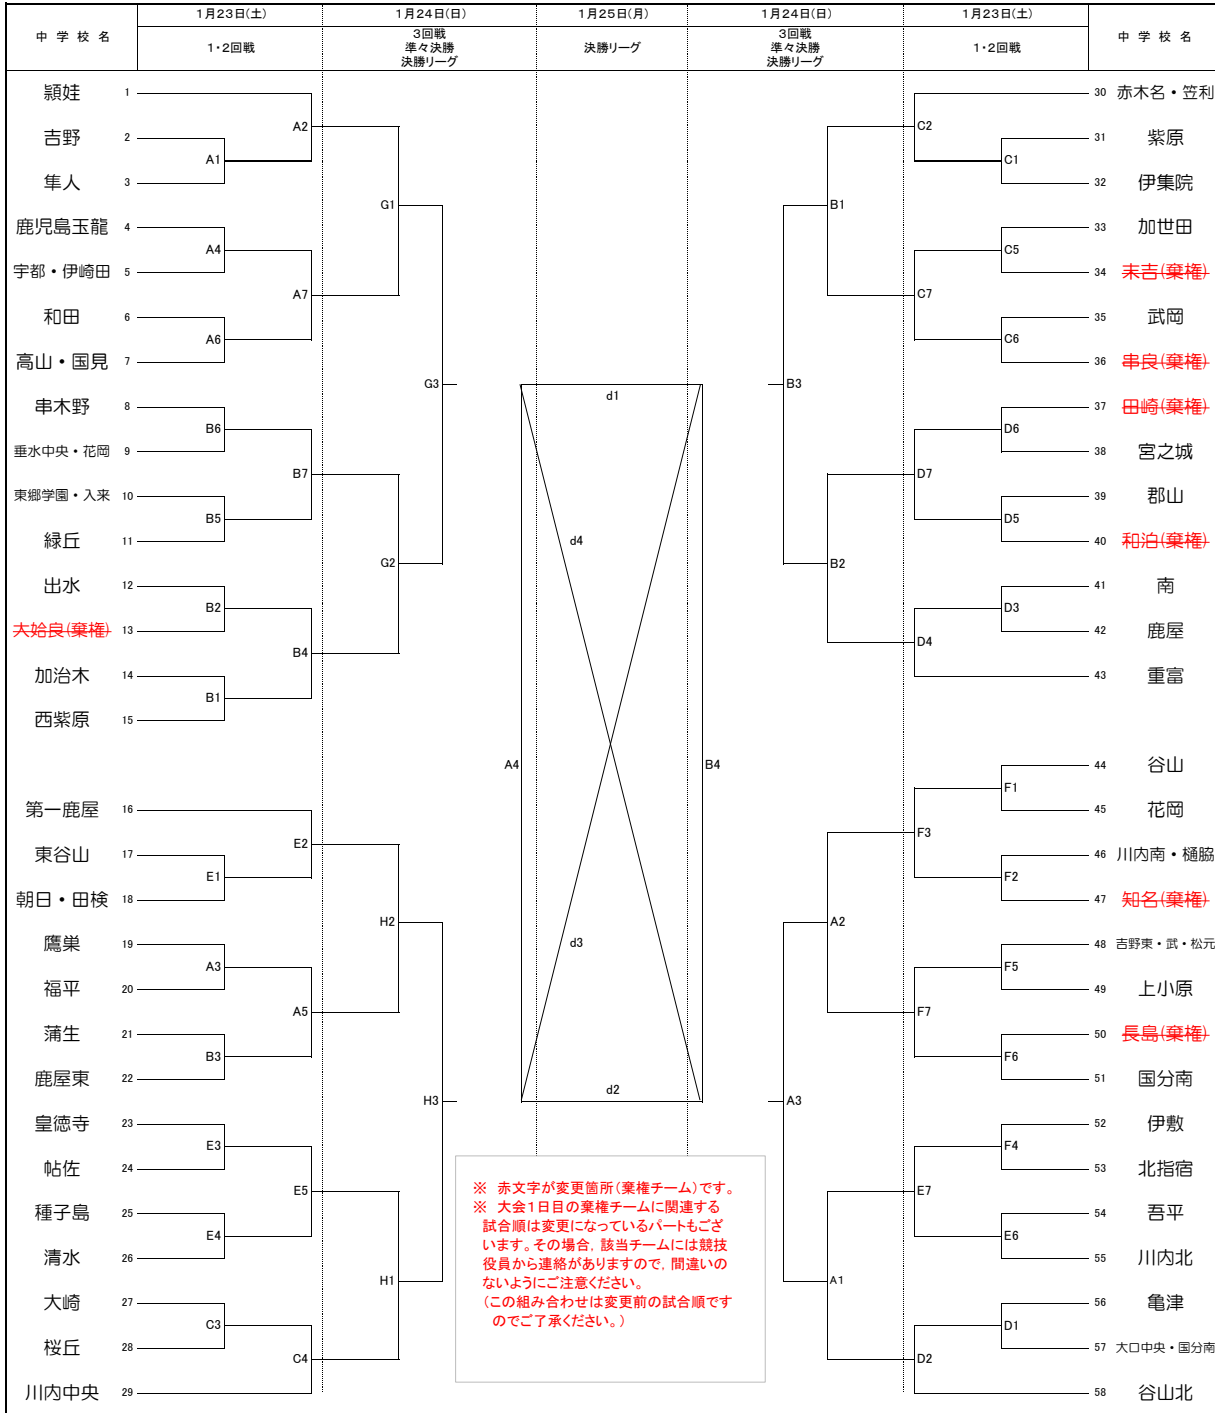 中学校名 1月23日(土) 1月24日(日) 1月25日(月) 1月24日(日) 1月23日(土) 中学校名
1・2回戦 3回戦 準々決勝 決勝リーグ 決勝リーグ 3回戦 準々決勝 決勝リーグ 1・2回戦
頴娃 1
吉野 2
隼人 3
鹿児島玉龍 4
宇都・伊崎田 5
和田 6
高山・国見 7
串木野 8
垂水中央・花岡 9
東郷学園・入来 10
緑丘 11
出水 12
大姶良(棄権) 13
加治木 14
西紫原 15
第一鹿屋 16
東谷山 17
朝日・田検 18
鷹巣 19
福平 20
蒲生 21
鹿屋東 22
皇徳寺 23
帖佐 24
種子島 25
清水 26
大崎 27
桜丘 28
川内中央 29
A2
A1
A4
A7
A6
B6
B7
B5
B2
B4
B1
E2
E1
A3
A5
B3
E3
E5
E4
C3
C4
G1
G3
G2
H2
H3
H1
d1
d4
A4
B4
d3
d2
B1
B3
B2
A2
A3
A1
C2
C1
C5
C7
C6
D6
D7
D5
D3
D4
F1
F3
F2
F5
F7
F6
F4
E7
E6
D1
D2
30 赤木名・笠利
31 紫原
32 伊集院
33 加世田
34 末吉(棄権)
35 武岡
36 串良(棄権)
37 田崎(棄権)
38 宮之城
39 郡山
40 和泊(棄権)
41 南
42 鹿屋
43 重富
44 谷山
45 花岡
46 川内南・樋脇
47 知名(棄権)
48 吉野東・武・松元
49 上小原
50 長島(棄権)
51 国分南
52 伊敷
53 北指宿
54 吾平
55 川内北
56 亀津
57 大口中央・国分南
58 谷山北
※ 赤文字が変更箇所(棄権チーム)です。
※ 大会1日目の棄権チームに関連する
試合順は変更になっているパートもござ
います。その場合,該当チームには競技
役員から連絡がありますので,間違いの
ないようにご注意ください。
(この組み合わせは変更前の試合順です
のでご了承ください。)